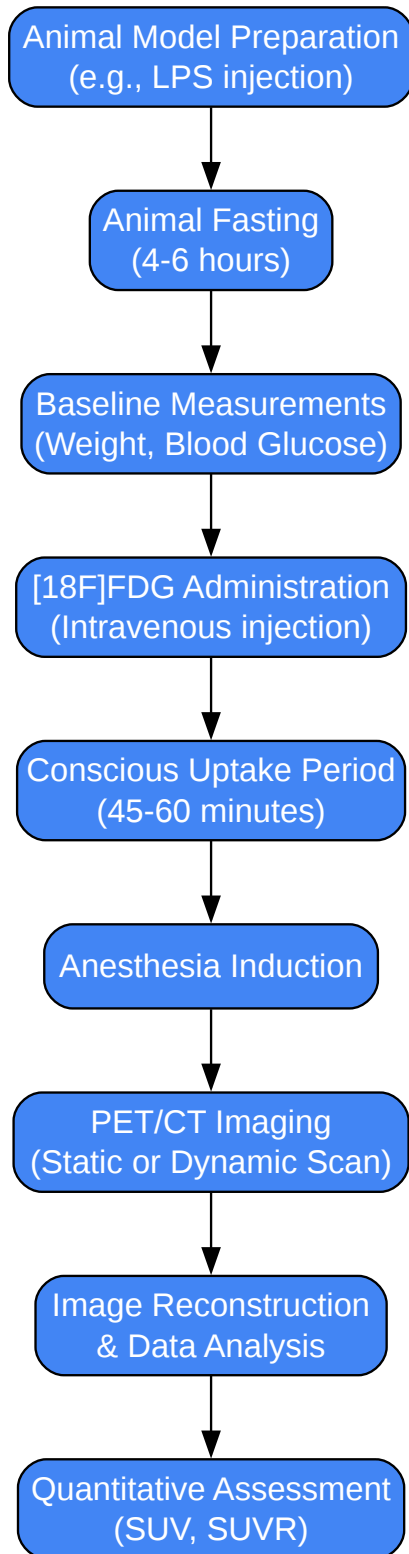 Animal Model Preparation
(e.g., LPS injection)
Animal Fasting
(4-6 hours)
Baseline Measurements
(Weight, Blood Glucose)
[18F]FDG Administration
(Intravenous injection)
Conscious Uptake Period
(45-60 minutes)
Anesthesia Induction
PET/CT Imaging
(Static or Dynamic Scan)
Image Reconstruction
& Data Analysis
Quantitative Assessment
(SUV, SUVR)